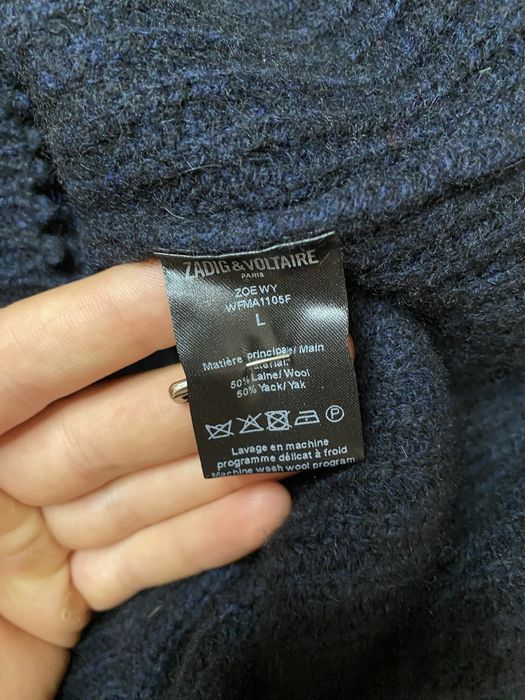 ZADIG & VOLTAIRE
PARIS
ZOE WY
WFMA1105F
L
Matière principale/ Main
material:
50% Laine/ Wool
50% Yack/ Yak
P
Lavage en machine
programme délicat à froid
Machine wash wool program